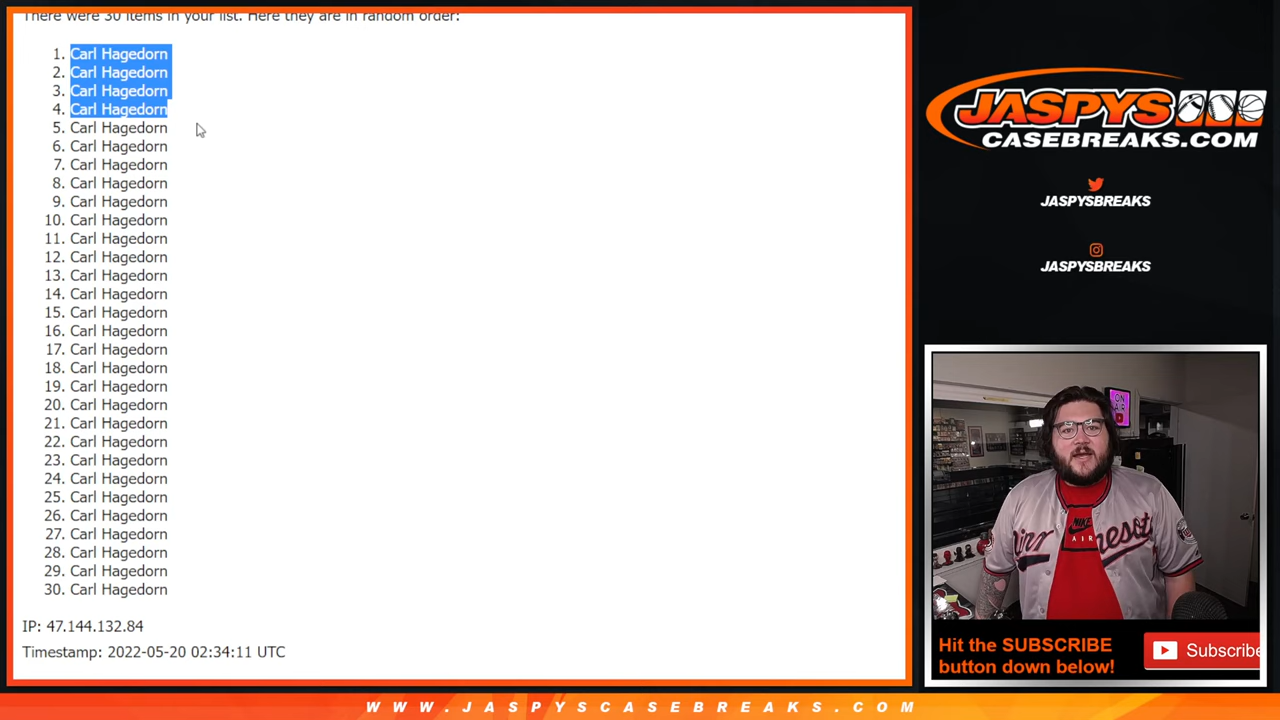 There were 30 items in your list. Here they are in random order:
1. Carl Hagedorn
2. Carl Hagedorn
3. Carl Hagedorn
4. Carl Hagedorn
5. Carl Hagedorn
6. Carl Hagedorn
7. Carl Hagedorn
8. Carl Hagedorn
9. Carl Hagedorn
10. Carl Hagedorn
11. Carl Hagedorn
12. Carl Hagedorn
13. Carl Hagedorn
14. Carl Hagedorn
15. Carl Hagedorn
16. Carl Hagedorn
17. Carl Hagedorn
18. Carl Hagedorn
19. Carl Hagedorn
20. Carl Hagedorn
21. Carl Hagedorn
22. Carl Hagedorn
23. Carl Hagedorn
24. Carl Hagedorn
25. Carl Hagedorn
26. Carl Hagedorn
27. Carl Hagedorn
28. Carl Hagedorn
29. Carl Hagedorn
30. Carl Hagedorn
IP: 47.144.132.84
Timestamp: 2022-05-20 02:34:11 UTC
JASPYS
CASEBREAKS.COM
JASPYSBREAKS
JASPYSBREAKS
ON
AIR
NIKE
AIR
Hit the SUBSCRIBE
button down below!
Subscribe
WWW.JASPYSCASEBREAKS.COM